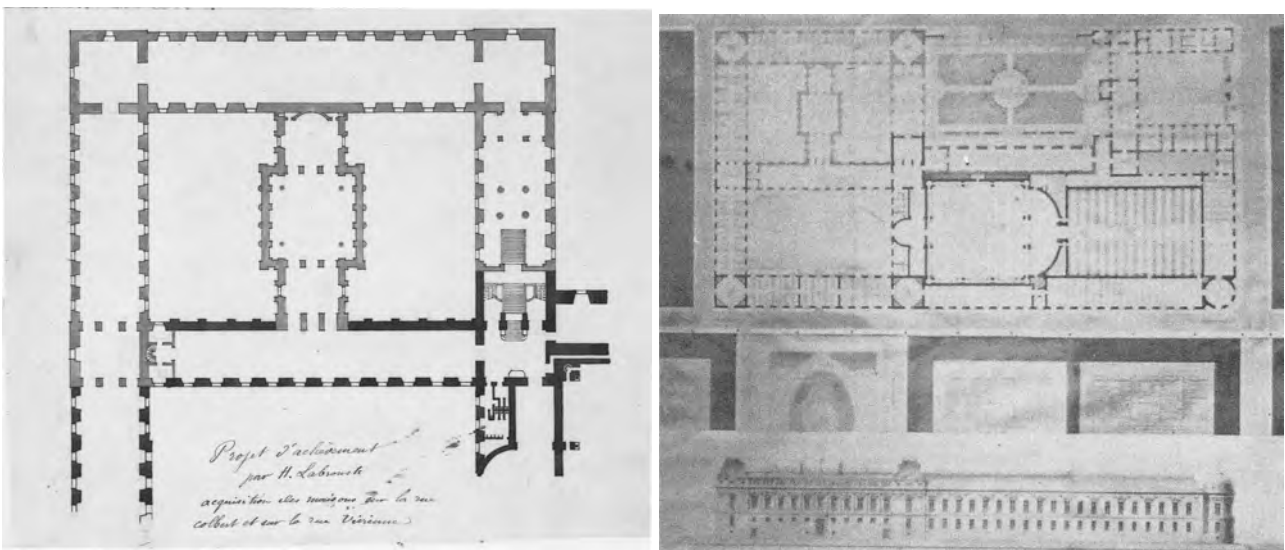 Projet d'achèvement
par H. Labrouste
acquisition des maisons sur la rue
colbert et sur la rue Vivienne